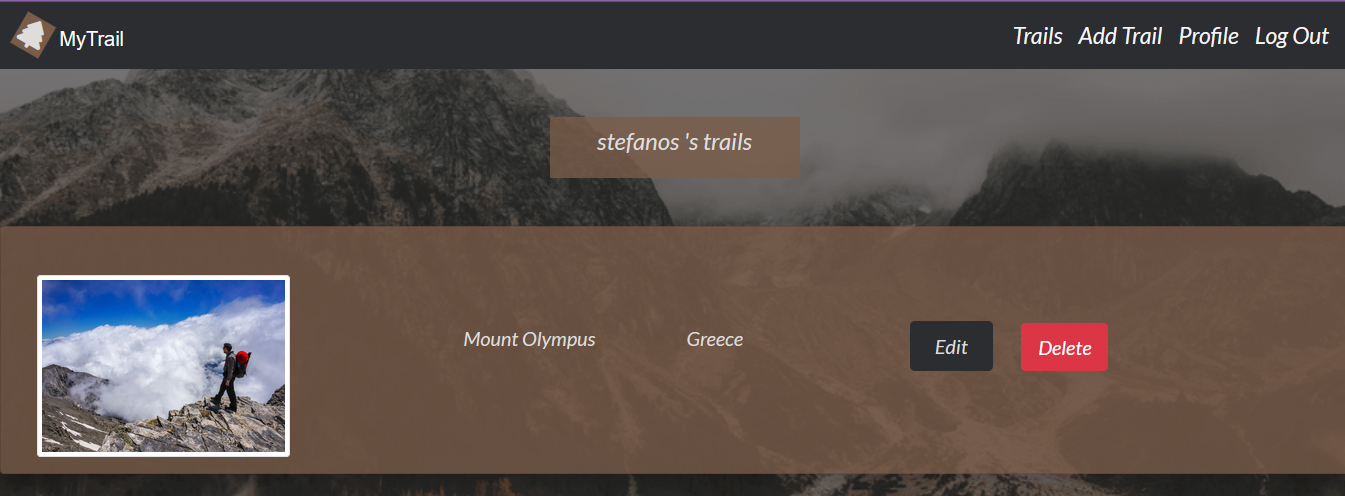 MyTrail
Trails Add Trail Profile Log Out
stefanos 's trails
Mount Olympus Greece Edit Delete